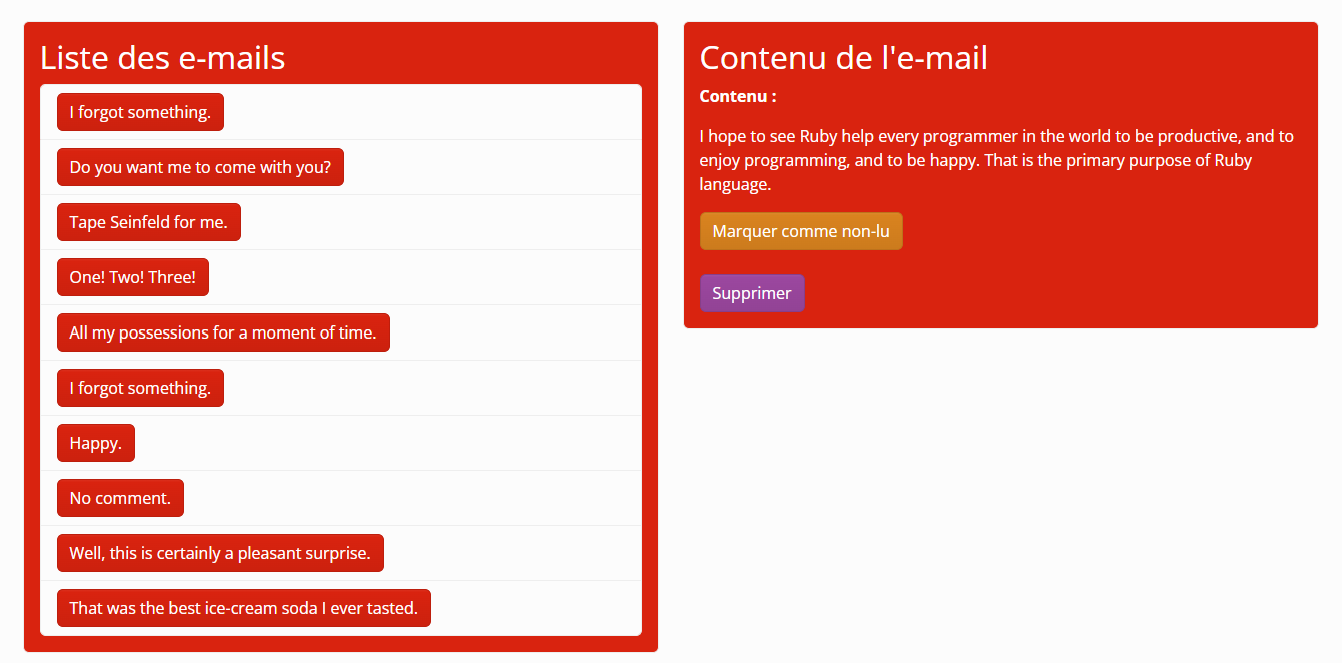 Liste des e-mails
I forgot something.
Do you want me to come with you?
Tape Seinfeld for me.
One! Two! Three!
All my possessions for a moment of time.
I forgot something.
Happy.
No comment.
Well, this is certainly a pleasant surprise.
That was the best ice-cream soda I ever tasted.
Contenu de l'e-mail
Contenu :
I hope to see Ruby help every programmer in the world to be productive, and to
enjoy programming, and to be happy. That is the primary purpose of Ruby
language.
Marquer comme non-lu
Supprimer